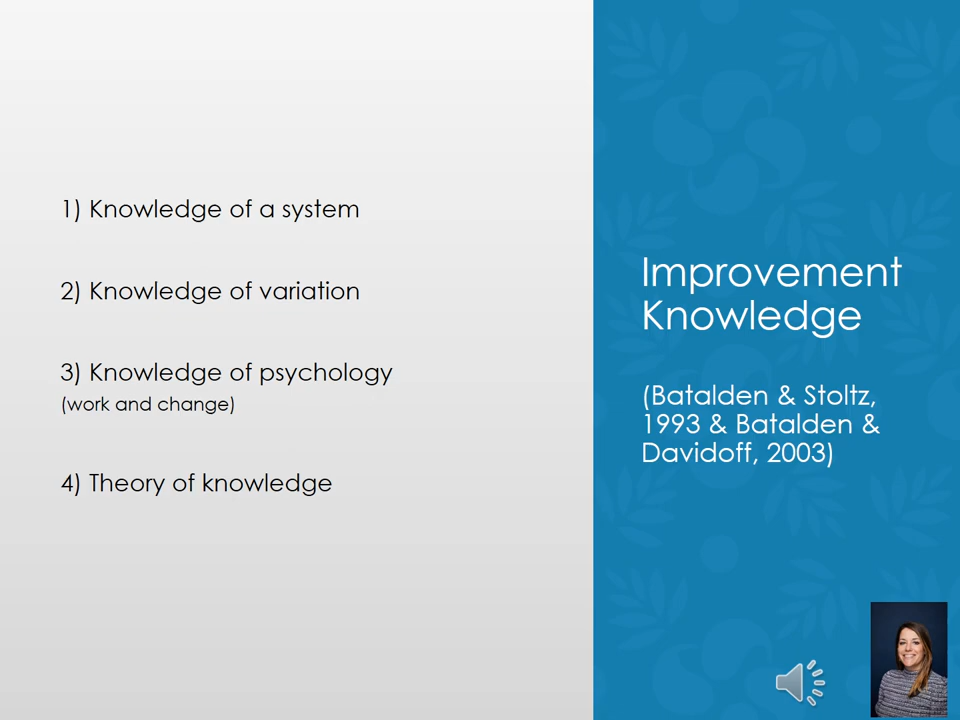 1) Knowledge of a system
2) Knowledge of variation
3) Knowledge of psychology
(work and change)
4) Theory of knowledge
Improvement
Knowledge
(Batalden & Stoltz,
1993 & Batalden &
Davidoff, 2003)